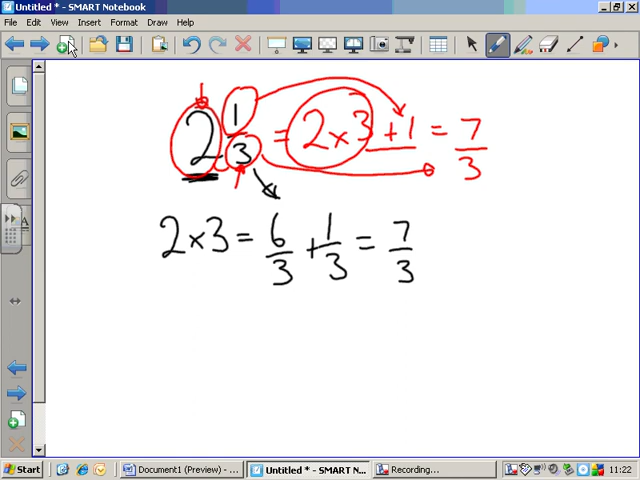 Untitled * - SMART Notebook
File Edit View Insert Format Draw Help
2 1/3 = 2 x 3 + 1 = 7/3
2 x 3 = 6/3 + 1/3 = 7/3
Start Document1 (Preview) - ... Untitled * - SMART Not... Recording... 11:22